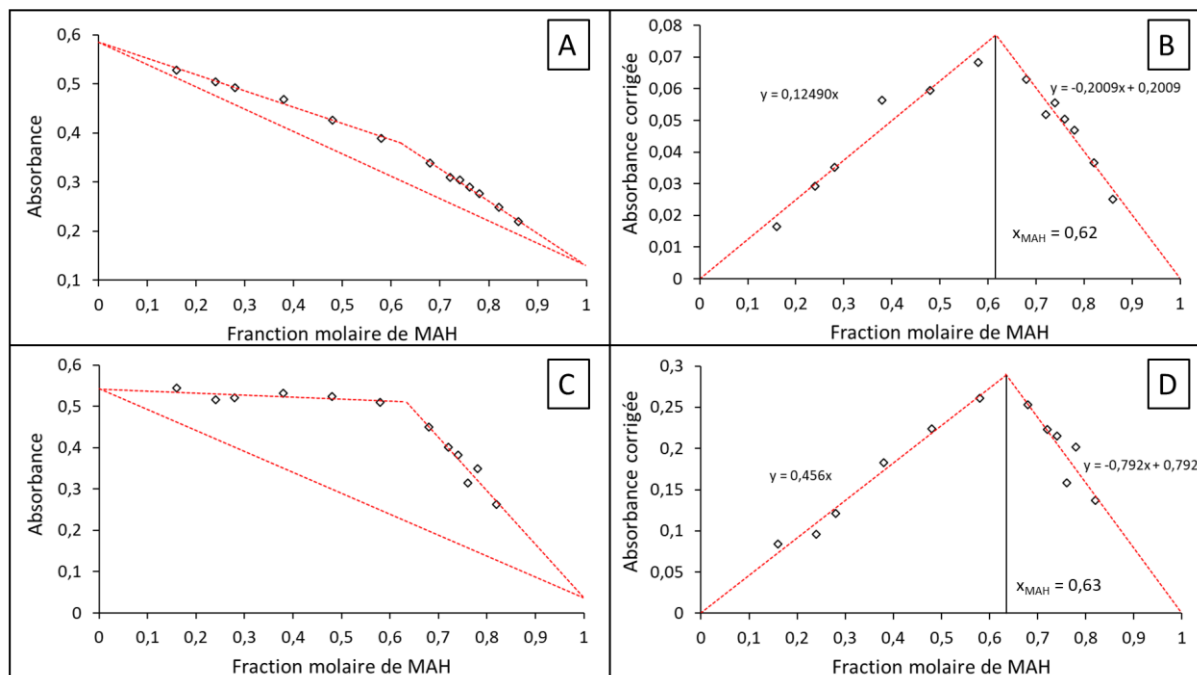 A
Absorbance
0,6
0,5
0,4
0,3
0,2
0,1
0 0,1 0,2 0,3 0,4 0,5 0,6 0,7 0,8 0,9 1
Franction molaire de MAH
B
Absorbance corrigée
0,08
0,07
0,06
0,05
0,04
0,03
0,02
0,01
0
y = 0,12490x
y = -0,2009x + 0,2009
xMAH = 0,62
0 0,1 0,2 0,3 0,4 0,5 0,6 0,7 0,8 0,9 1
Fraction molaire de MAH
C
Absorbance
0,6
0,5
0,4
0,3
0,2
0,1
0
0 0,1 0,2 0,3 0,4 0,5 0,6 0,7 0,8 0,9 1
Fraction molaire de MAH
D
Absorbance corrigée
0,3
0,25
0,2
0,15
0,1
0,05
0
y = 0,456x
y = -0,792x + 0,792
xMAH = 0,63
0 0,1 0,2 0,3 0,4 0,5 0,6 0,7 0,8 0,9 1
Fraction molaire de MAH